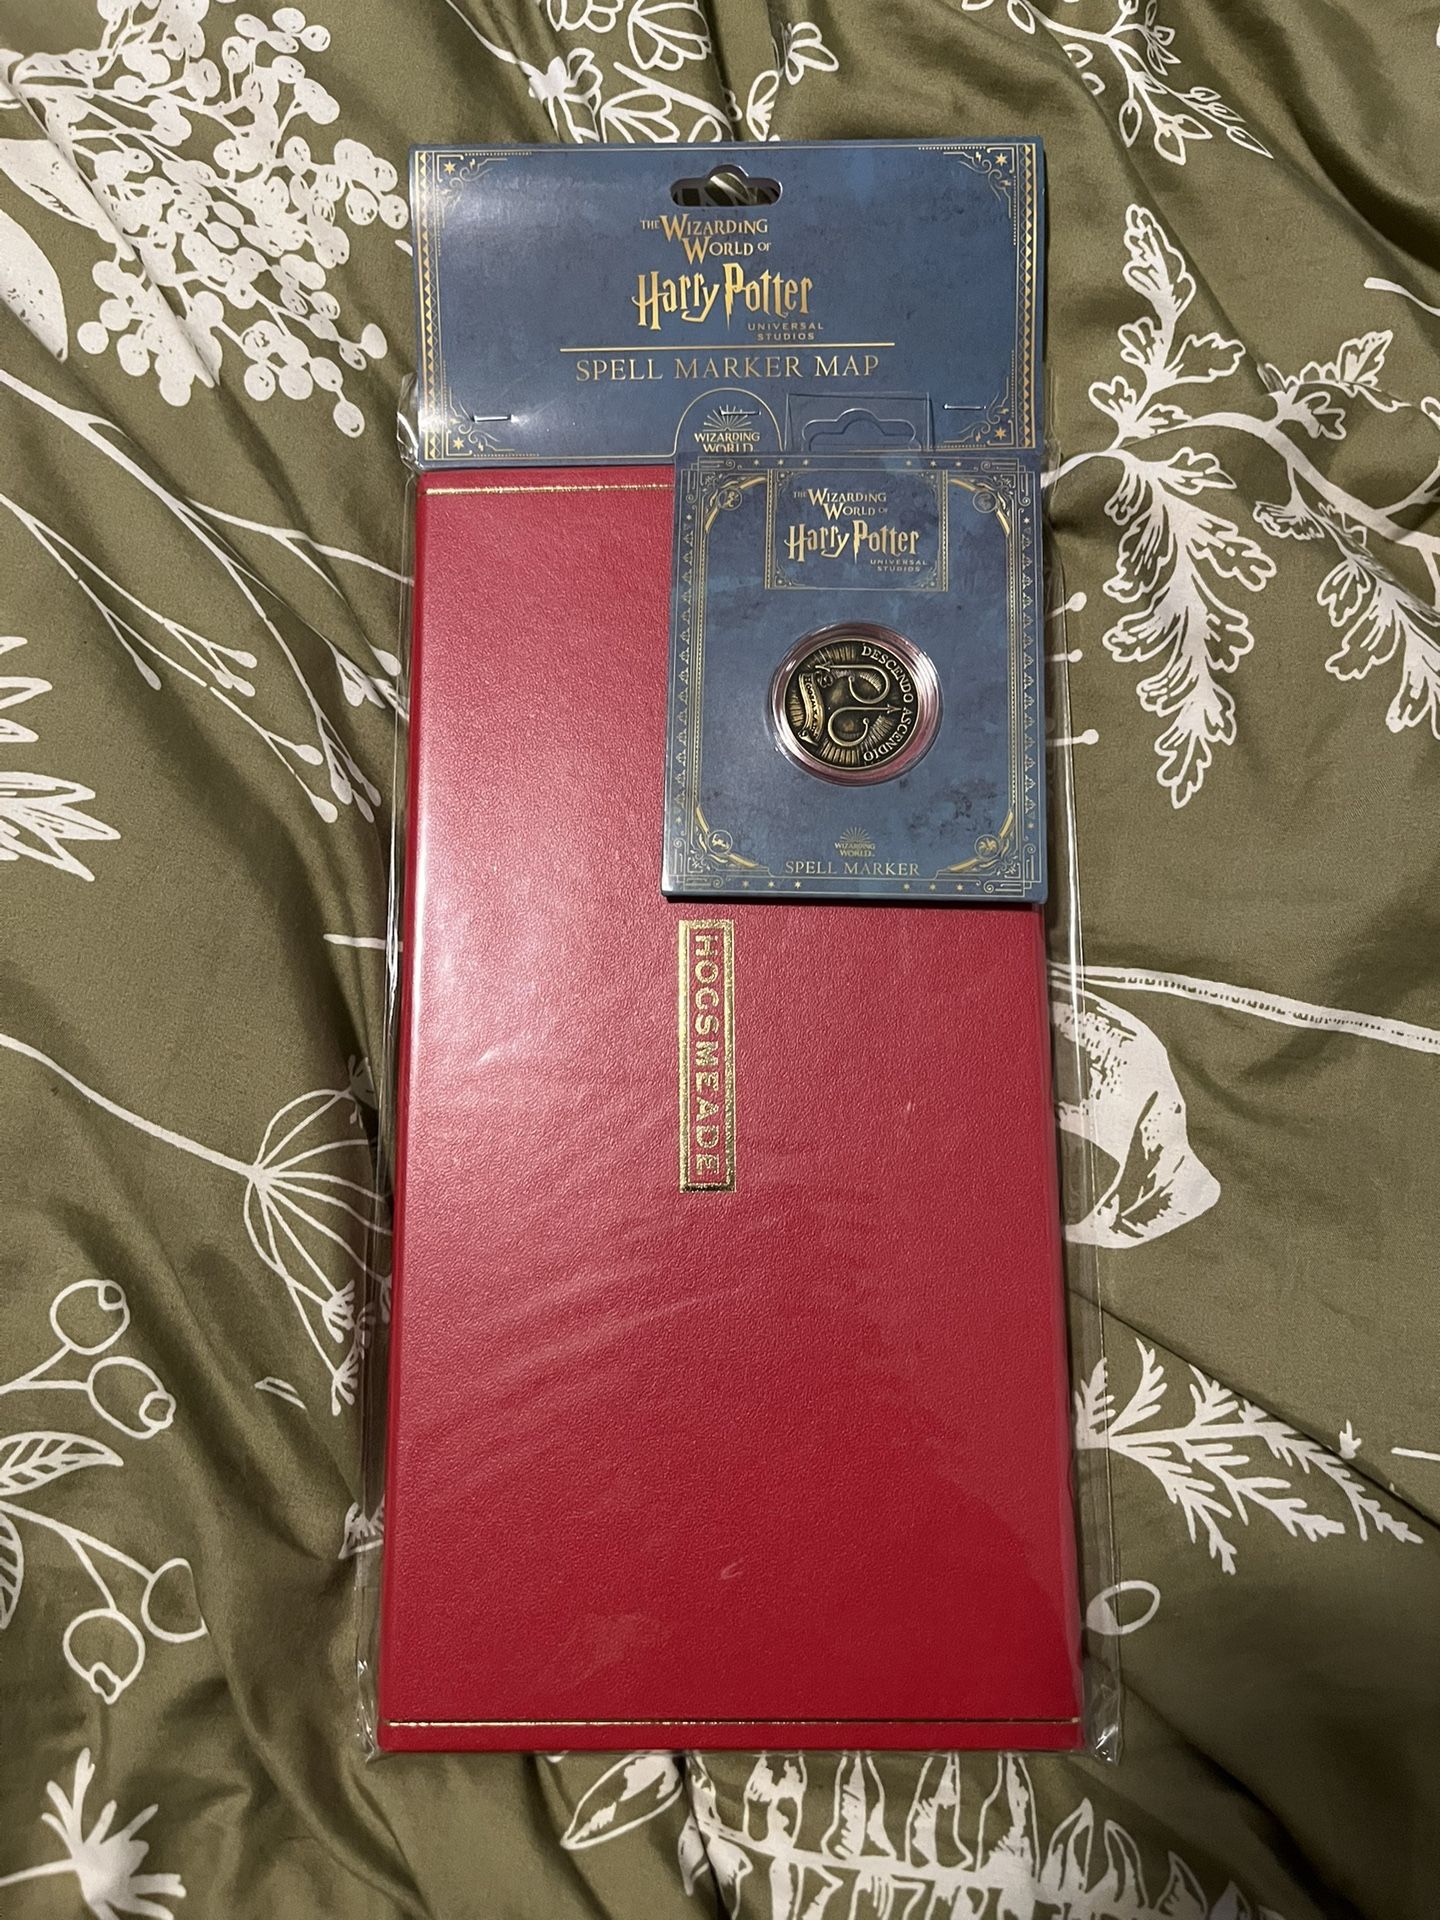 THE WIZARDING
WORLD OF
Harry Potter
UNIVERSAL
STUDIOS
SPELL MARKER MAP
WIZARDING
WORLD
THE WIZARDING
WORLD OF
Harry Potter
UNIVERSAL
STUDIOS
DESCENDO ASCENDIO
WIZARDING
WORLD
SPELL MARKER
HOGSMEADE